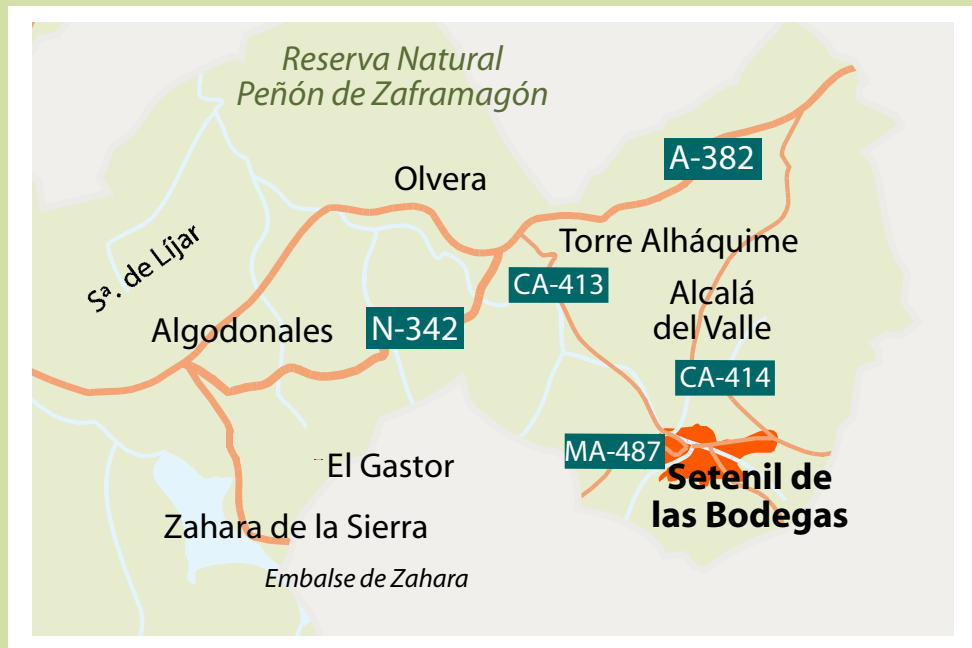 Reserva Natural
Peñón de Zaframagón
A-382
Olvera
Torre Alháquime
Sª. de Líjar
CA-413
Alcalá
del Valle
Algodonales
N-342
CA-414
MA-487
El Gastor
Setenil de
las Bodegas
Zahara de la Sierra
Embalse de Zahara